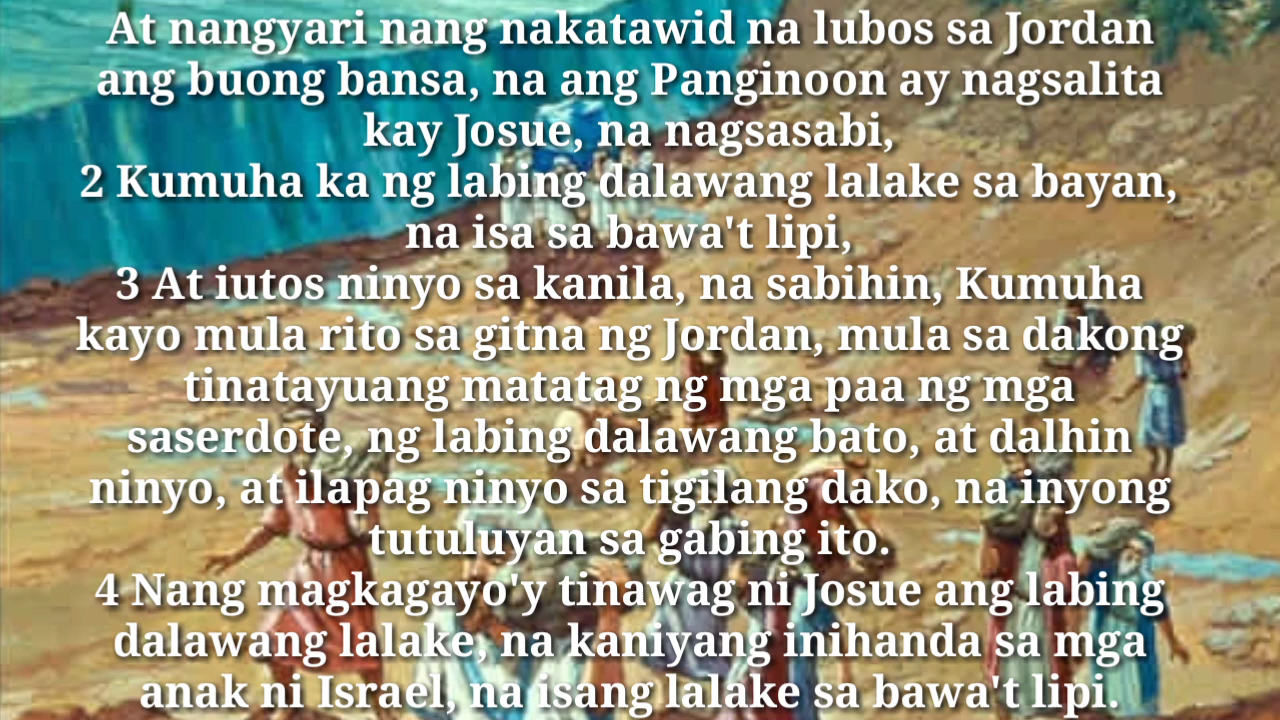 At nangyari nang nakatawid na lubos sa Jordan
ang buong bansa, na ang Panginoon ay nagsalita
kay Josue, na nagsasabi,
2 Kumuha ka ng labing dalawang lalake sa bayan,
na isa sa bawa't lipi,
3 At iutos ninyo sa kanila, na sabihin, Kumuha
kayo mula rito sa gitna ng Jordan, mula sa dakong
tinatayuang matatag ng mga paa ng mga
saserdote, ng labing dalawang bato, at dalhin
ninyo, at ilapag ninyo sa tigilang dako, na inyong
tutuluyan sa gabing ito.
4 Nang magkagayo'y tinawag ni Josue ang labing
dalawang lalake, na kaniyang inihanda sa mga
anak ni Israel, na isang lalake sa bawa't lipi.